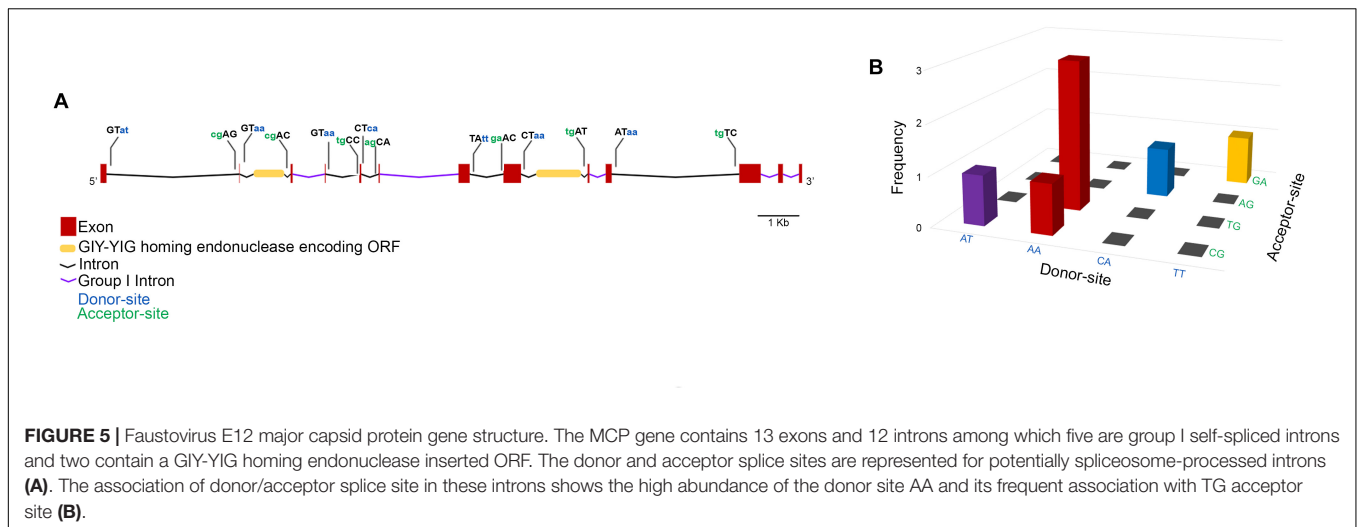 A
GTat
cgAG
GTaa
cgAC
GTaa
tgCC
CTca
agCA
TAtt
gaAC
CTaa
tgAT
ATaa
tgTC
5'
3'
1 Kb
Exon
GIY-YIG homing endonuclease encoding ORF
Intron
Group I Intron
Donor-site
Acceptor-site
B
Frequency
3
2
1
0
AT
AA
CA
TT
Donor-site
GA
AG
TG
CG
Acceptor-site
FIGURE 5 | Faustovirus E12 major capsid protein gene structure. The MCP gene contains 13 exons and 12 introns among which five are group I self-spliced introns
and two contain a GIY-YIG homing endonuclease inserted ORF. The donor and acceptor splice sites are represented for potentially spliceosome-processed introns
(A). The association of donor/acceptor splice site in these introns shows the high abundance of the donor site AA and its frequent association with TG acceptor
site (B).